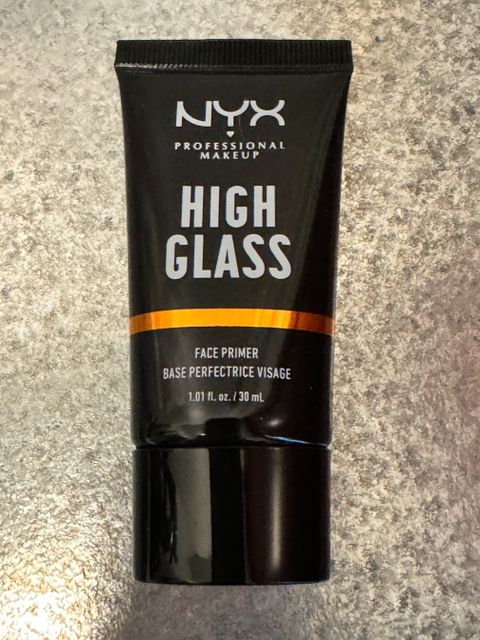 NYX
PROFESSIONAL
MAKEUP
HIGH
GLASS
FACE PRIMER
BASE PERFECTRICE VISAGE
1.01 fl. oz. / 30 mL